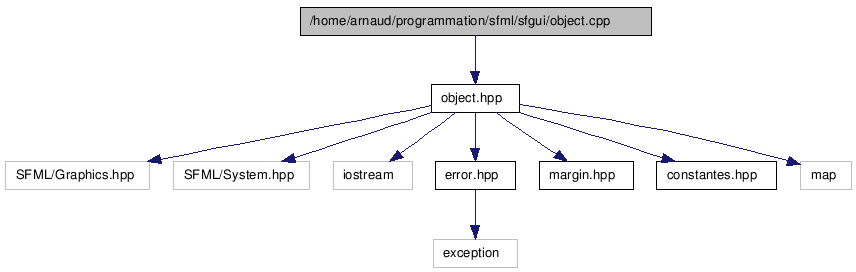 /home/arnaud/programmation/sfml/sfgui/object.cpp
object.hpp
SFML/Graphics.hpp
SFML/System.hpp
iostream
error.hpp
margin.hpp
constantes.hpp
map
exception